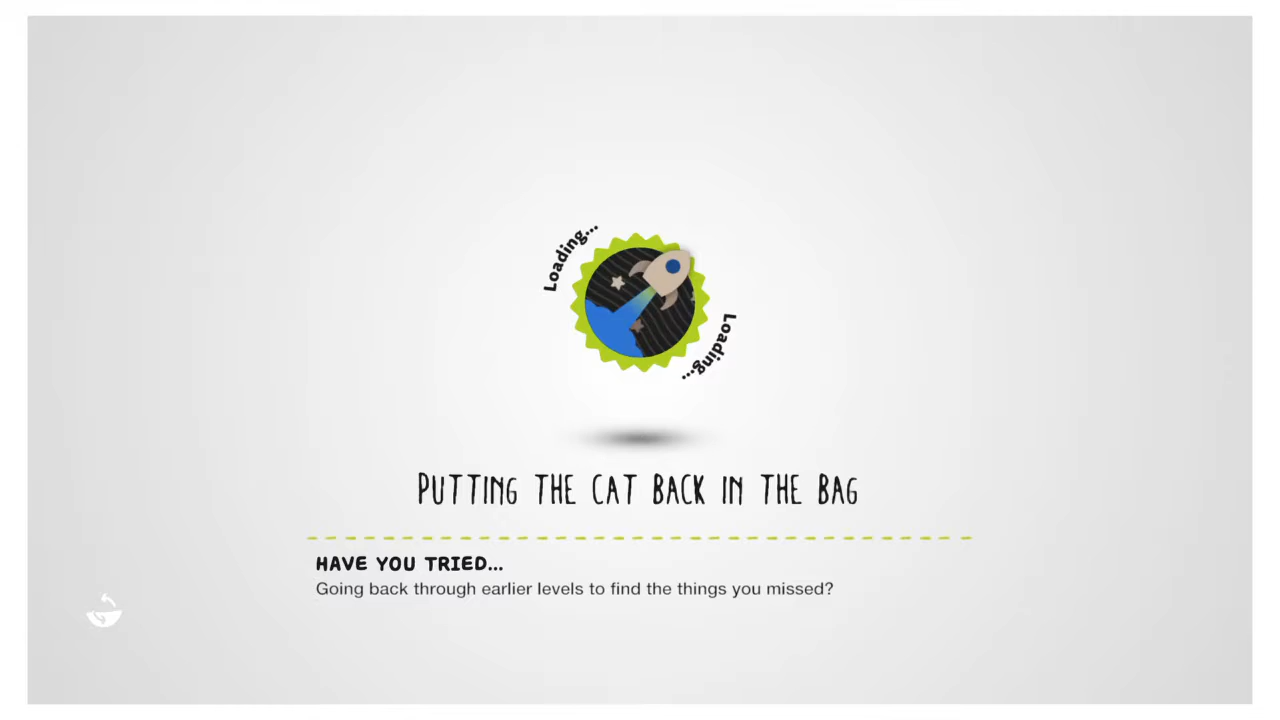 Loading...
Loading...
PUTTING THE CAT BACK IN THE BAG
HAVE YOU TRIED...
Going back through earlier levels to find the things you missed?